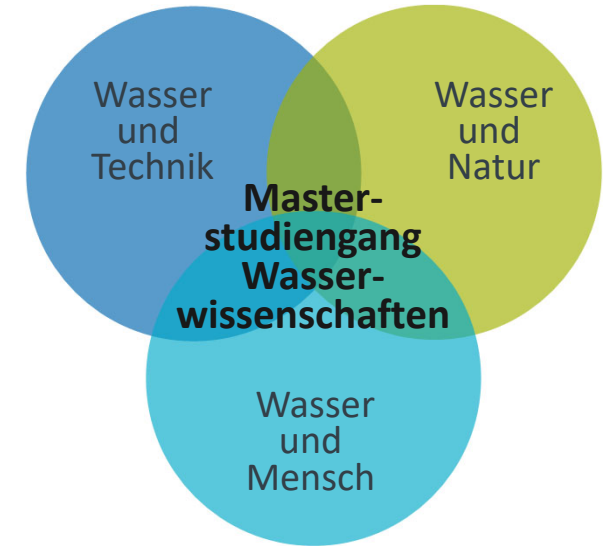 Wasser
und
Technik
Wasser
und
Natur
Master-
studiengang
Wasser-
wissenschaften
Wasser
und
Mensch